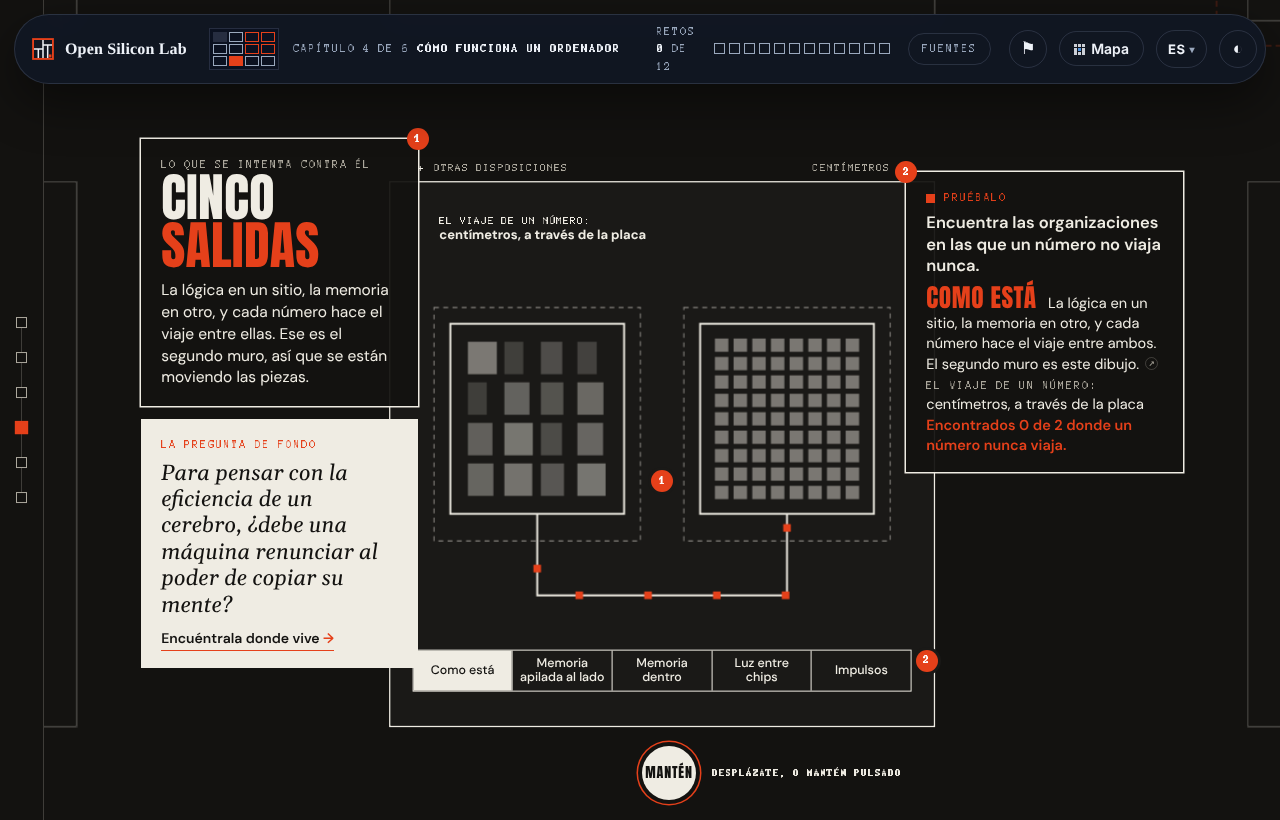 Open Silicon Lab
CAPÍTULO 4 DE 6 CÓMO FUNCIONA UN ORDENADOR
RETOS
0 DE
12
FUENTES
Mapa
ES
1
LO QUE SE INTENTA CONTRA ÉL
CINCO
SALIDAS
La lógica en un sitio, la memoria
en otro, y cada número hace el
viaje entre ellas. Ese es el
segundo muro, así que se están
moviendo las piezas.
LA PREGUNTA DE FONDO
Para pensar con la
eficiencia de un
cerebro, ¿debe una
máquina renunciar al
poder de copiar su
mente?
Encuéntrala donde vive →
OTRAS DISPOSICIONES
CENTÍMETROS
EL VIAJE DE UN NÚMERO:
centímetros, a través de la placa
1
Como está
Memoria
apilada al lado
Memoria
dentro
Luz entre
chips
Impulsos
2
2
PRUÉBALO
Encuentra las organizaciones
en las que un número no viaja
nunca.
COMO ESTÁ La lógica en un
sitio, la memoria en otro, y cada
número hace el viaje entre ambos.
El segundo muro es este dibujo.
EL VIAJE DE UN NÚMERO:
centímetros, a través de la placa
Encontrados 0 de 2 donde un
número nunca viaja.
MANTÉN
DESPLÁZATE, O MANTÉN PULSADO